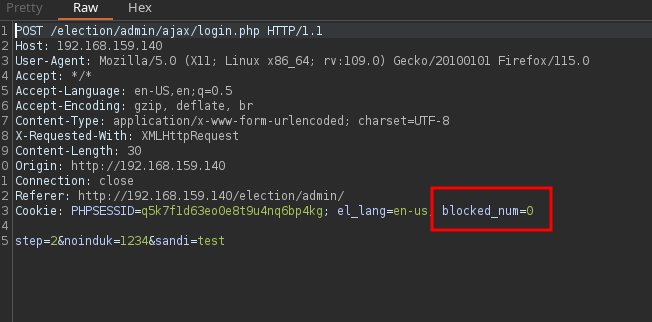 Pretty Raw Hex
1 POST /election/admin/ajax/login.php HTTP/1.1
2 Host: 192.168.159.140
3 User-Agent: Mozilla/5.0 (X11; Linux x86_64; rv:109.0) Gecko/20100101 Firefox/115.0
4 Accept: */*
5 Accept-Language: en-US,en;q=0.5
6 Accept-Encoding: gzip, deflate, br
7 Content-Type: application/x-www-form-urlencoded; charset=UTF-8
8 X-Requested-With: XMLHttpRequest
9 Content-Length: 30
0 Origin: http://192.168.159.140
1 Connection: close
2 Referer: http://192.168.159.140/election/admin/
3 Cookie: PHPSESSID=q5k7f1d63eo0e8t9u4nq6bp4kg; el_lang=en-us; blocked_num=0
4
5 step=2&noinduk=1234&sandi=test